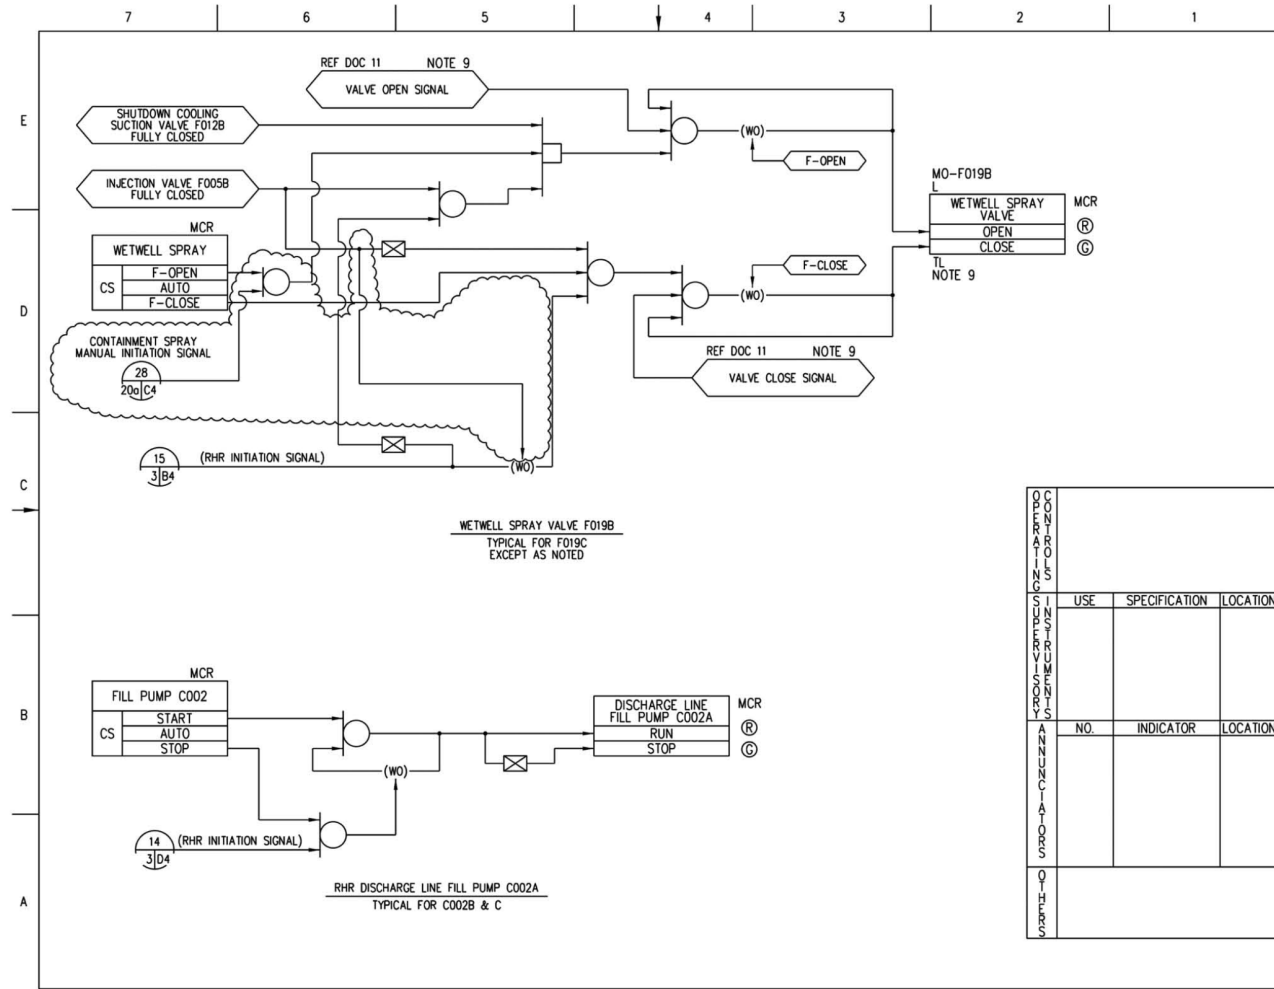 7 6 5 4 3 2 1
E
D
C
B
A
REF DOC 11 NOTE 9
VALVE OPEN SIGNAL
SHUTDOWN COOLING
SUCTION VALVE F012B
FULLY CLOSED
INJECTION VALVE F005B
FULLY CLOSED
(WO)
F-OPEN
MO-F019B
L
WETWELL SPRAY
VALVE
OPEN
CLOSE
MCR
R
G
TL
NOTE 9
MCR
WETWELL SPRAY
CS
F-OPEN
AUTO
F-CLOSE
F-CLOSE
(WO)
CONTAINMENT SPRAY
MANUAL INITIATION SIGNAL
28
20a C4
REF DOC 11 NOTE 9
VALVE CLOSE SIGNAL
15
3 B4
(RHR INITIATION SIGNAL)
(WO)
WETWELL SPRAY VALVE F019B
TYPICAL FOR F019C
EXCEPT AS NOTED
MCR
FILL PUMP C002
CS
START
AUTO
STOP
(WO)
DISCHARGE LINE
FILL PUMP C002A
RUN
STOP
MCR
R
G
14
3 D4
(RHR INITIATION SIGNAL)
RHR DISCHARGE LINE FILL PUMP C002A
TYPICAL FOR C002B & C
OPERATING
CONTROLS
SUPERVISORY
INSTRUMENTS
USE SPECIFICATION LOCATION
ANNUNCIATORS
NO. INDICATOR LOCATION
OTHERS